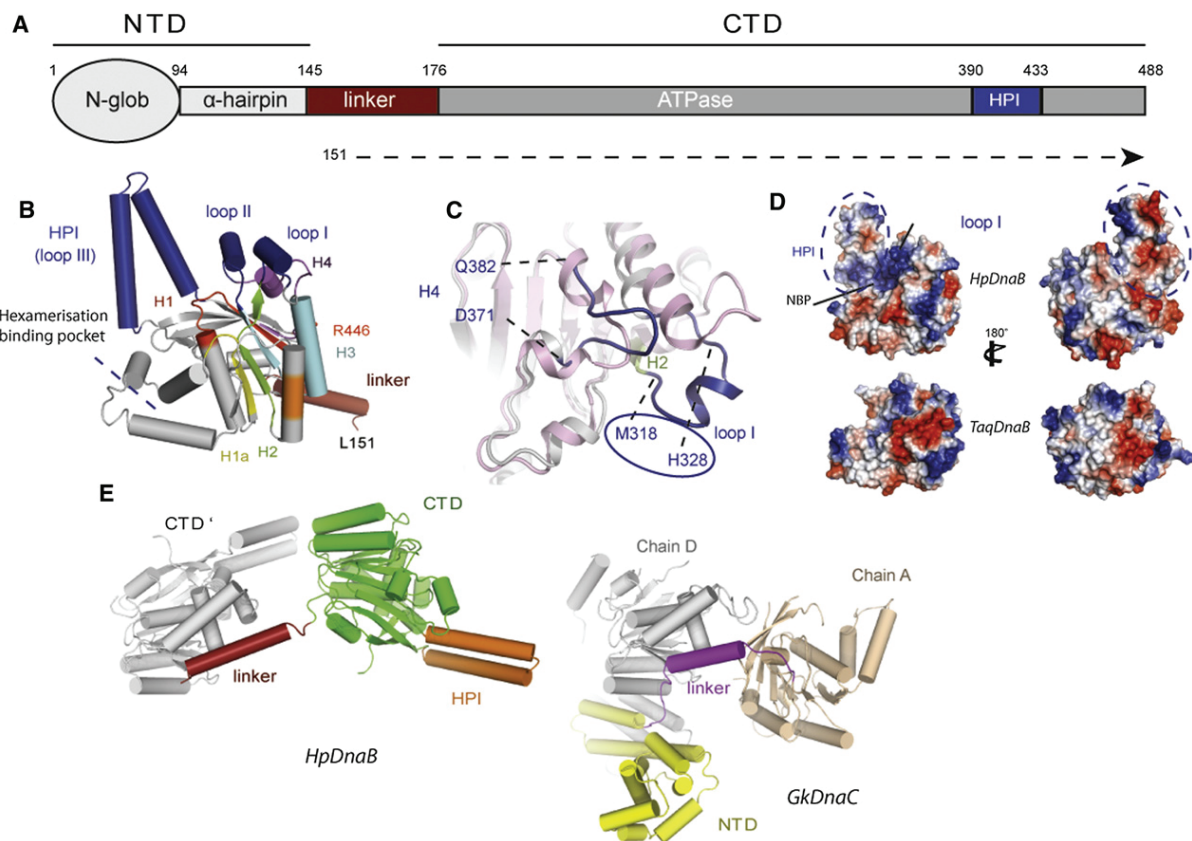 A
NTD
CTD
1
94
145
176
390
433
488
N-glob
α-hairpin
linker
ATPase
HPI
151
B
HPI
(loop III)
loop II
loop I
H4
H1
Hexamerisation
binding pocket
R446
H3
linker
L151
H1a
H2
C
Q382
H4
D371
H2
M318
H328
loop I
D
HPI
loop I
NBP
HpDnaB
180°
TaqDnaB
E
CTD '
CTD
linker
HPI
HpDnaB
Chain D
Chain A
linker
NTD
GkDnaC